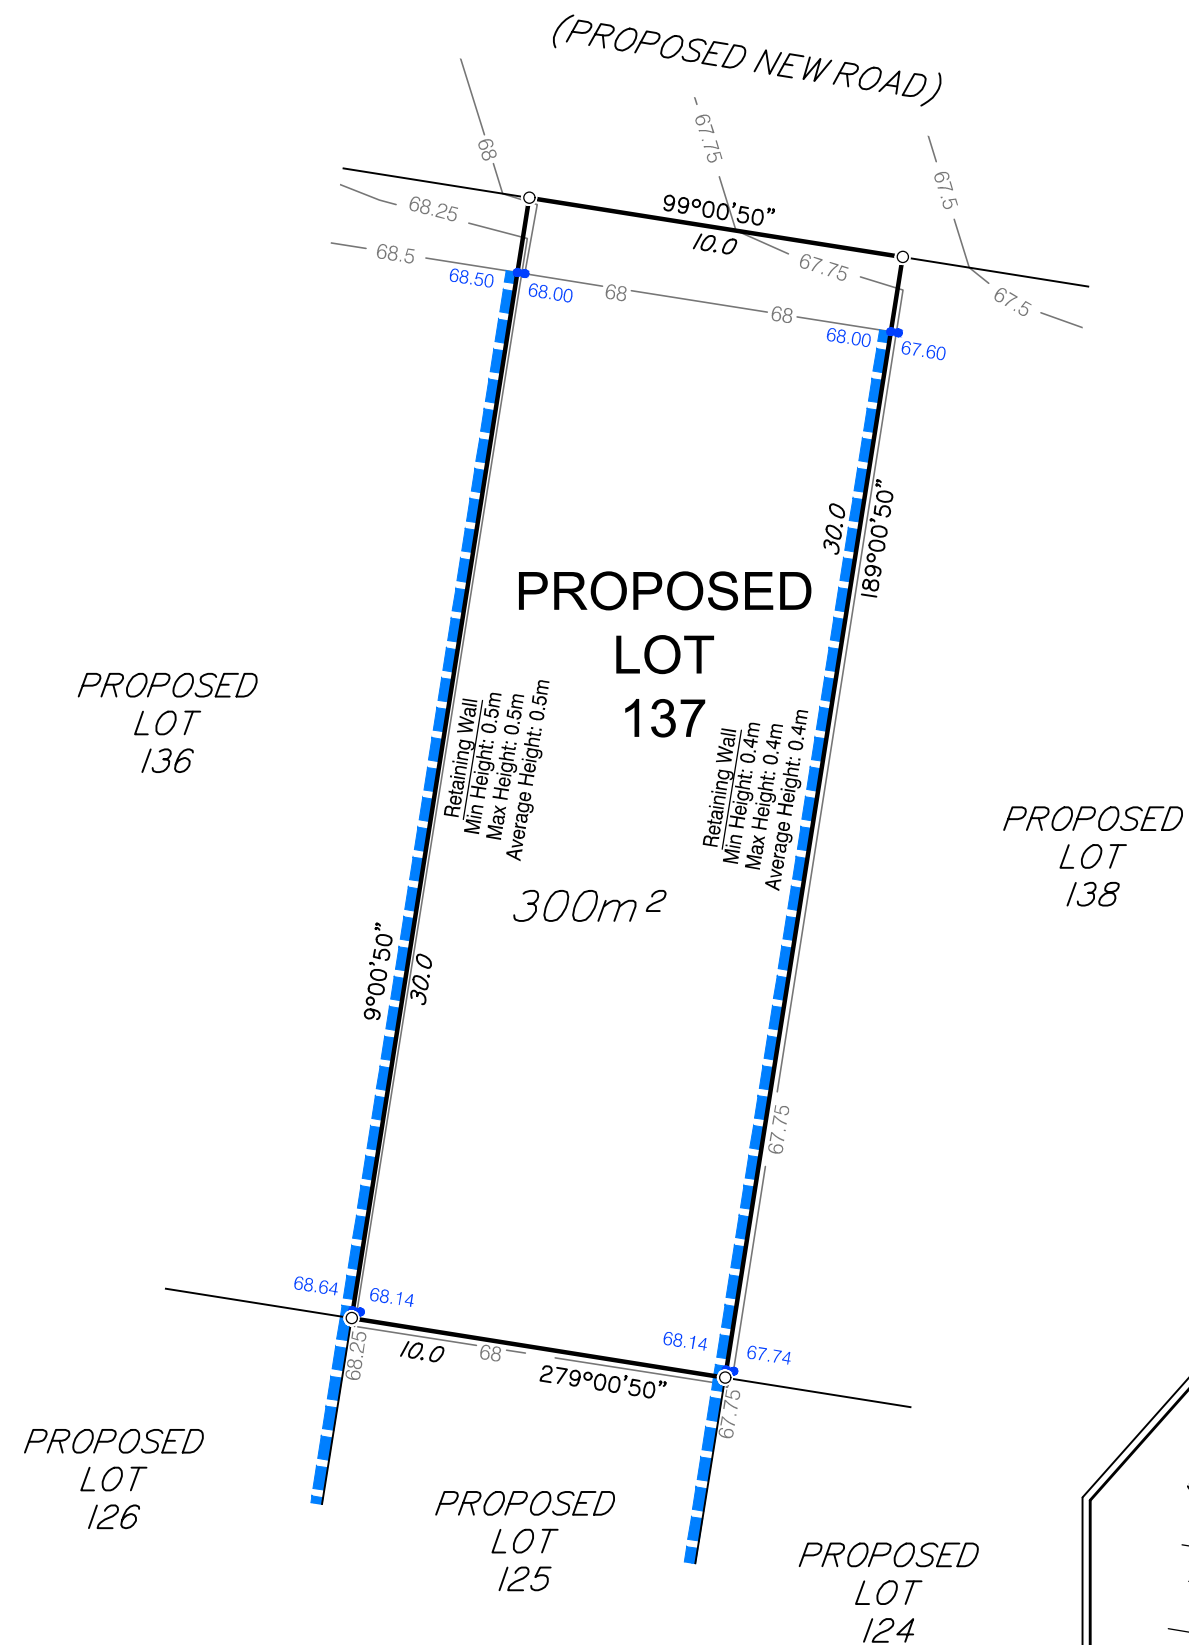 (PROPOSED NEW ROAD)
68
67.75
67.5
68.25
99°00'50"
10.0
68.5
67.75
67.5
68.50
68.00
68
68
68.00
67.60
30.0
189°00'50"
PROPOSED
LOT
137
PROPOSED
LOT
136
Retaining Wall
Min Height: 0.5m
Max Height: 0.5m
Average Height: 0.5m
Retaining Wall
Min Height: 0.4m
Max Height: 0.4m
Average Height: 0.4m
PROPOSED
LOT
138
300m²
9°00'50"
30.0
67.75
68.64
68.14
68.14
67.74
68.25
10.0
68
279°00'50"
67.75
PROPOSED
LOT
126
PROPOSED
LOT
125
PROPOSED
LOT
124